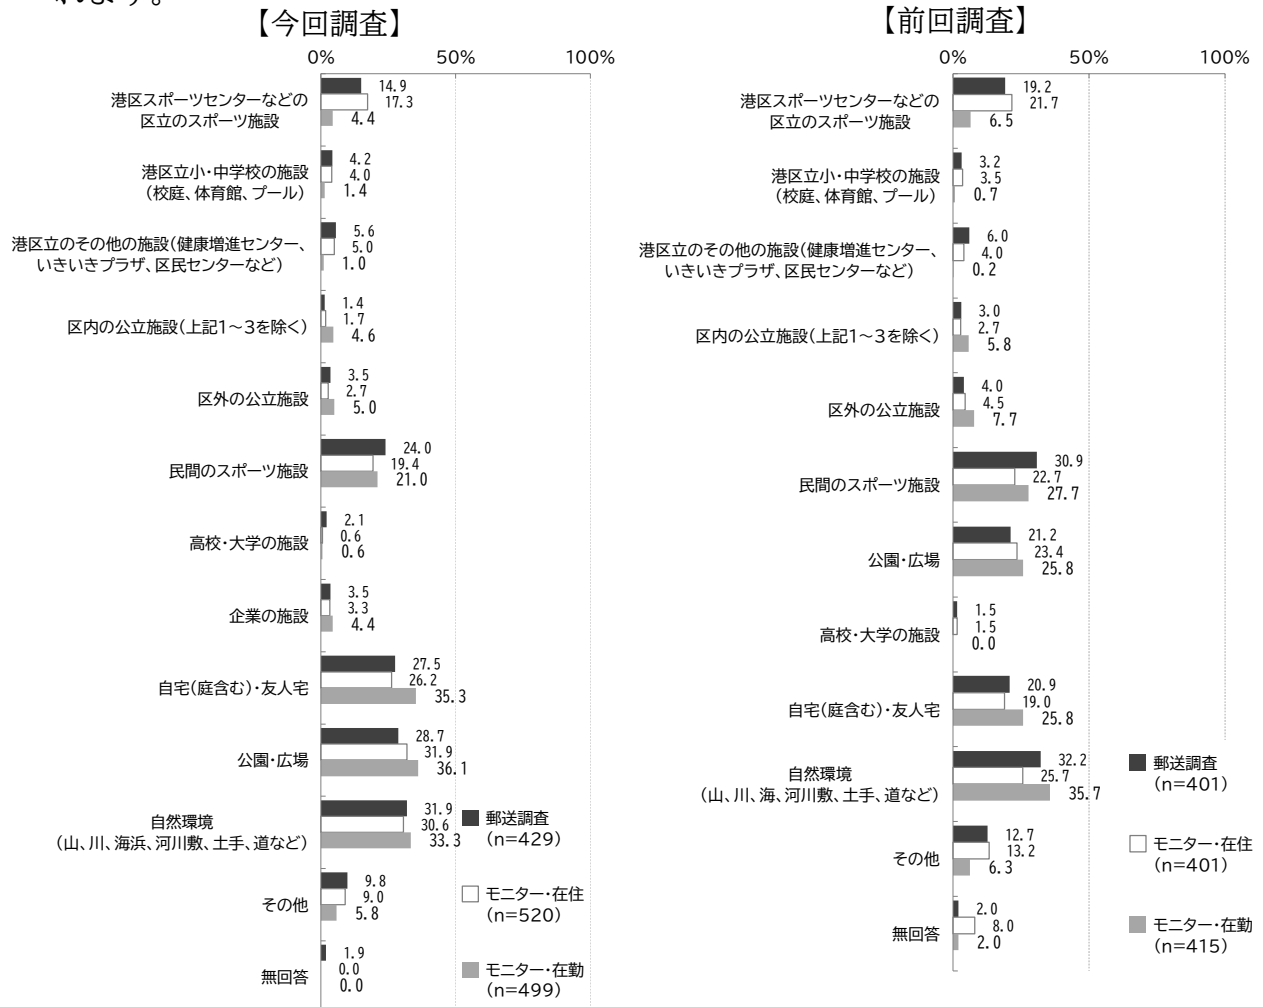 れます。
【今回調査】
0% 50% 100%
港区スポーツセンターなどの
区立のスポーツ施設
14.9
17.3
4.4
港区立小・中学校の施設
(校庭、体育館、プール)
4.2
4.0
1.4
港区立のその他の施設(健康増進センター、
いきいきプラザ、区民センターなど)
5.6
5.0
1.0
区内の公立施設(上記1~3を除く)
1.4
1.7
4.6
区外の公立施設
3.5
2.7
5.0
民間のスポーツ施設
24.0
19.4
21.0
高校・大学の施設
2.1
0.6
0.6
企業の施設
3.5
3.3
4.4
自宅(庭含む)・友人宅
27.5
26.2
35.3
公園・広場
28.7
31.9
36.1
自然環境
(山、川、海浜、河川敷、土手、道など)
31.9
30.6
33.3
その他
9.8
9.0
5.8
無回答
1.9
0.0
0.0
郵送調査
(n=429)
モニター・在住
(n=520)
モニター・在勤
(n=499)
【前回調査】
0% 50% 100%
港区スポーツセンターなどの
区立のスポーツ施設
19.2
21.7
6.5
港区立小・中学校の施設
(校庭、体育館、プール)
3.2
3.5
0.7
港区立のその他の施設(健康増進センター、
いきいきプラザ、区民センターなど)
6.0
4.0
0.2
区内の公立施設(上記1~3を除く)
3.0
2.7
5.8
区外の公立施設
4.0
4.5
7.7
民間のスポーツ施設
30.9
22.7
27.7
公園・広場
21.2
23.4
25.8
高校・大学の施設
1.5
1.5
0.0
自宅(庭含む)・友人宅
20.9
19.0
25.8
自然環境
(山、川、海、河川敷、土手、道など)
32.2
25.7
35.7
その他
12.7
13.2
6.3
無回答
2.0
8.0
2.0
郵送調査
(n=401)
モニター・在住
(n=401)
モニター・在勤
(n=415)